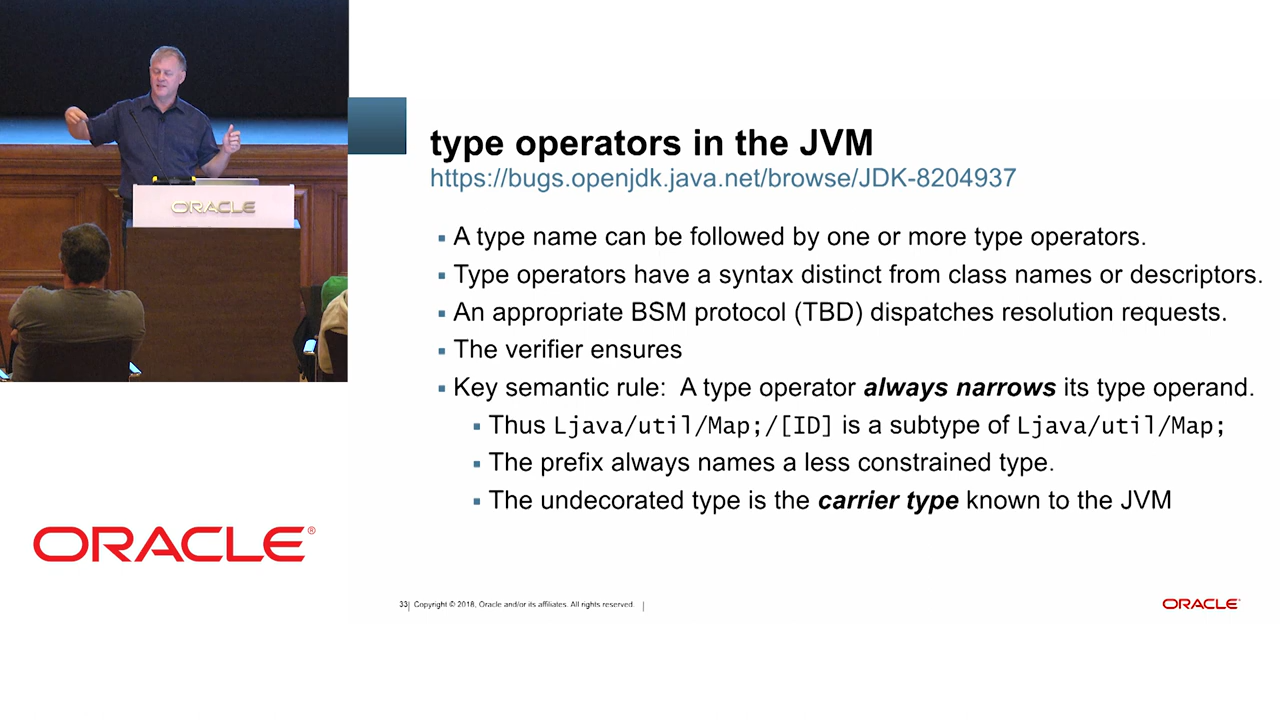 ORACLE
type operators in the JVM
https://bugs.openjdk.java.net/browse/JDK-8204937
▪ A type name can be followed by one or more type operators.
▪ Type operators have a syntax distinct from class names or descriptors.
▪ An appropriate BSM protocol (TBD) dispatches resolution requests.
▪ The verifier ensures
▪ Key semantic rule:  A type operator always narrows its type operand.
▪ Thus Ljava/util/Map;/[ID] is a subtype of Ljava/util/Map;
▪ The prefix always names a less constrained type.
▪ The undecorated type is the carrier type known to the JVM
ORACLE®
33| Copyright © 2018, Oracle and/or its affiliates. All rights reserved |
ORACLE®